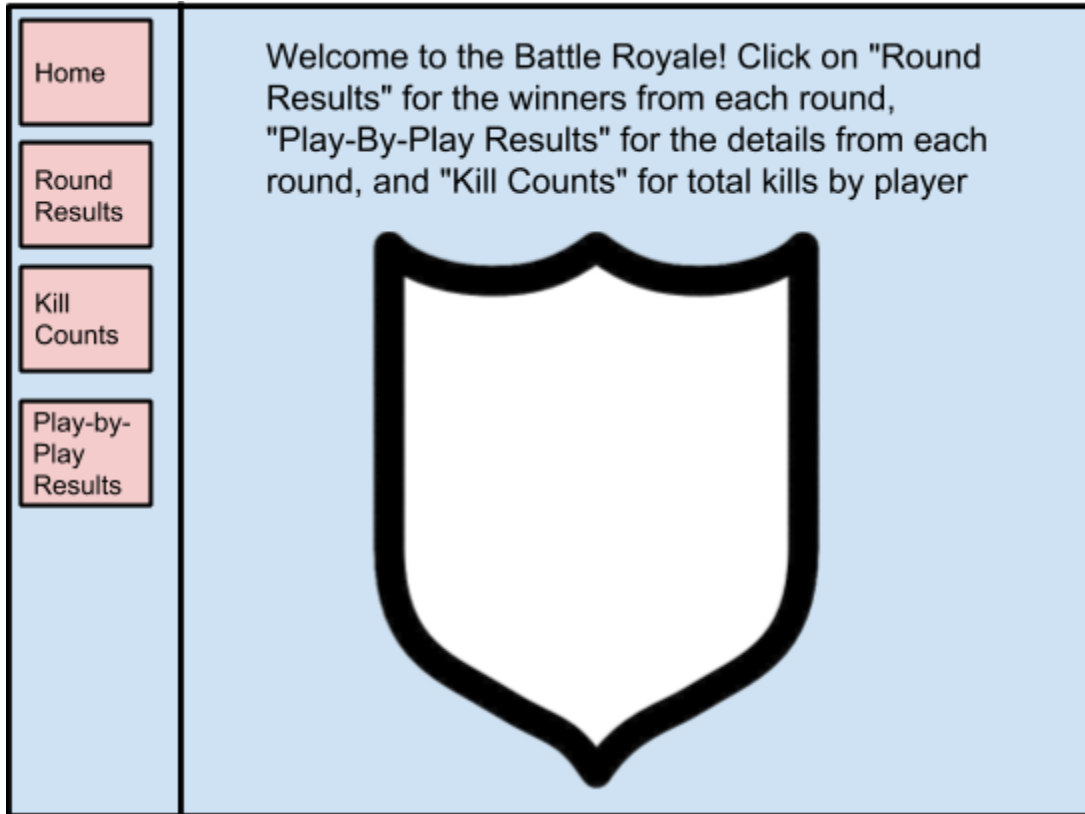 Home
Round
Results
Kill
Counts
Play-by-
Play
Results
Welcome to the Battle Royale! Click on "Round
Results" for the winners from each round,
"Play-By-Play Results" for the details from each
round, and "Kill Counts" for total kills by player